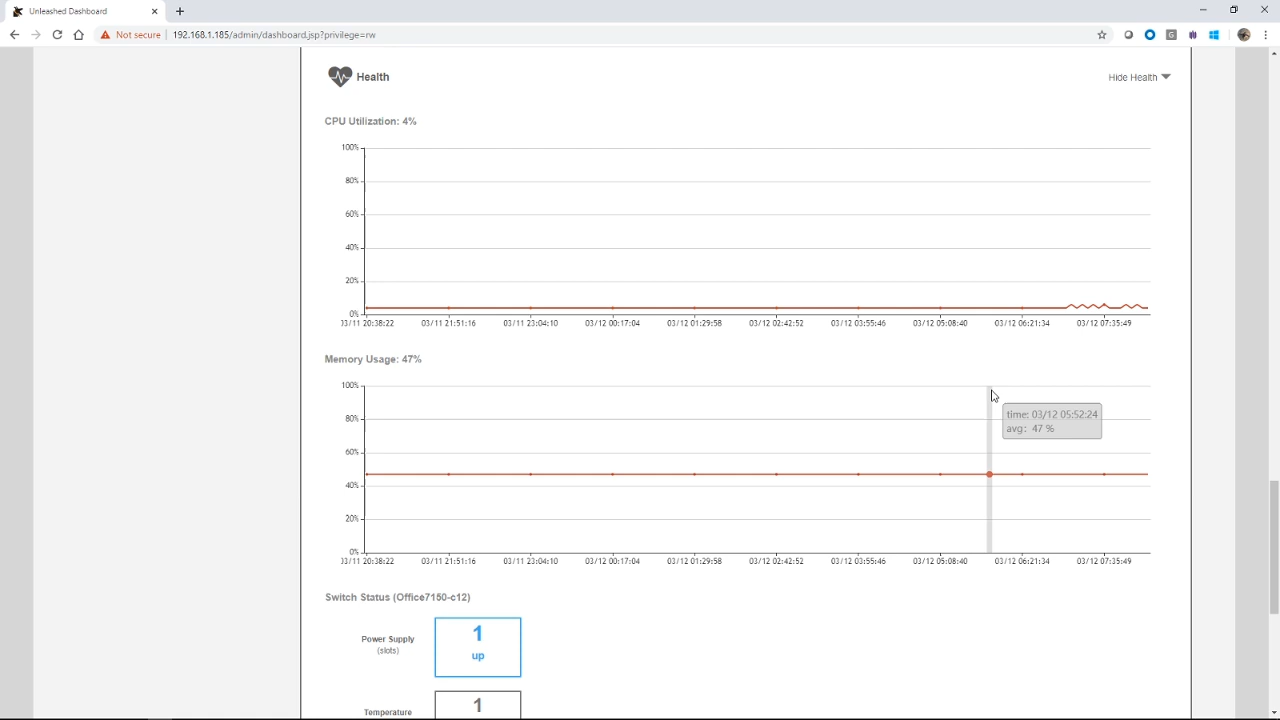 Unleashed Dashboard
Not secure 192.168.1.185/admin/dashboard.jsp?privilege=rw
Health
Hide Health
CPU Utilization: 4%
100%
80%
60%
40%
20%
0%
03/11 20:38:22 03/11 21:51:16 03/11 23:04:10 03/12 00:17:04 03/12 01:29:58 03/12 02:42:52 03/12 03:55:46 03/12 05:08:40 03/12 06:21:34 03/12 07:35:49
Memory Usage: 47%
100%
80%
60%
40%
20%
0%
time: 03/12 05:52:24
avg: 47 %
03/11 20:38:22 03/11 21:51:16 03/11 23:04:10 03/12 00:17:04 03/12 01:29:58 03/12 02:42:52 03/12 03:55:46 03/12 05:08:40 03/12 06:21:34 03/12 07:35:49
Switch Status (Office7150-c12)
Power Supply
(slots)
1
up
Temperature
1